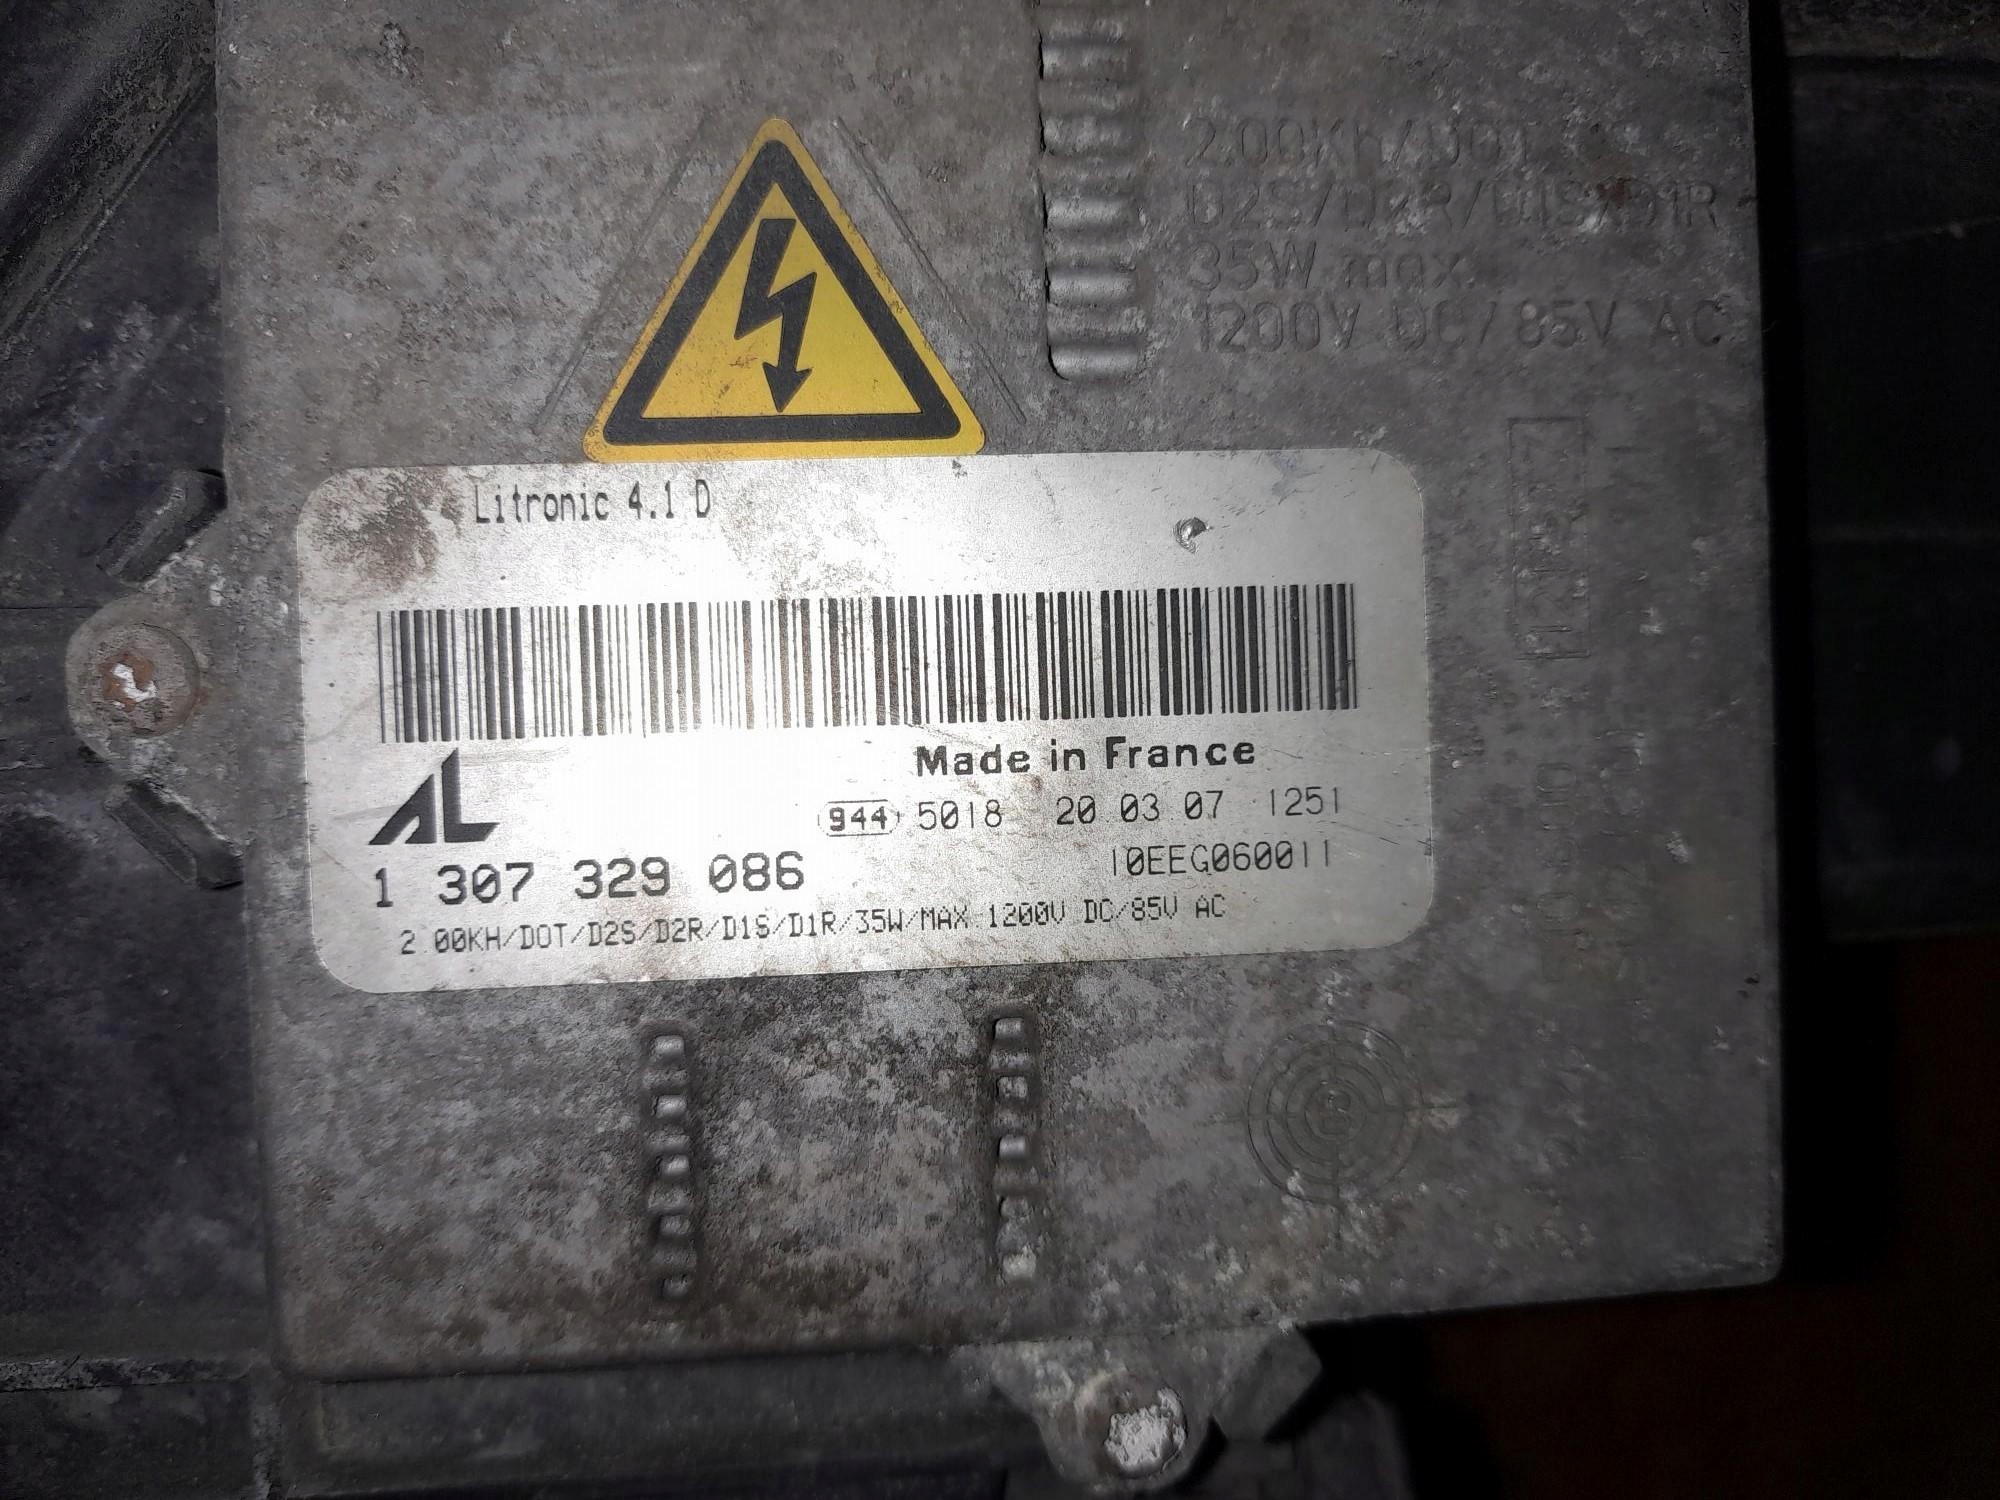 2.00KH/DOT
D2S/D2R/D1S/D1R
35W max.
1200V DC/85V AC
Litronic 4.1 D
Made in France
AL
944 5018 20 03 07 1251
1 307 329 086
10EEG060011
2.00KH/DOT/D2S/D2R/D1S/D1R/35W/MAX 1200V DC/85V AC